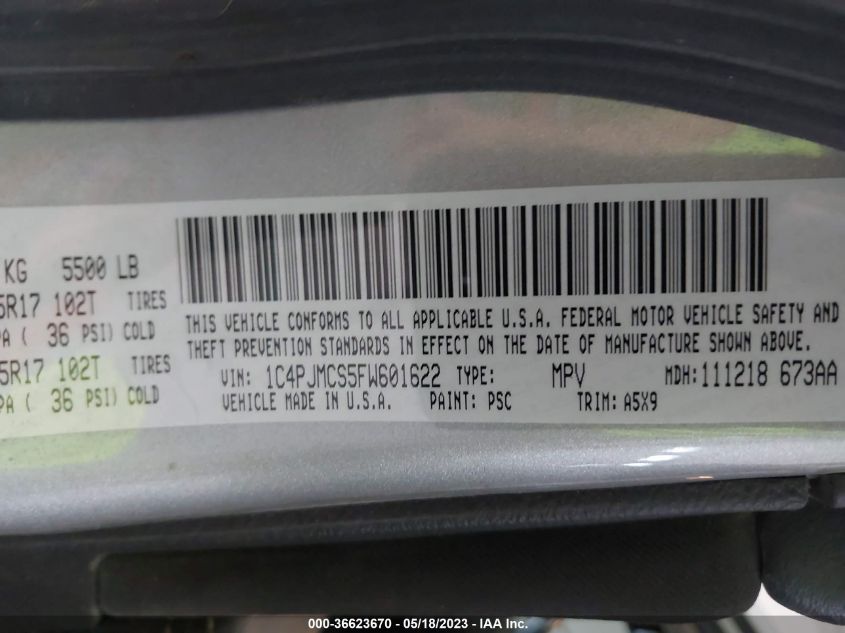 KG 5500 LB
5R17 102T TIRES
PA ( 36 PSI) COLD
5R17 102T TIRES
PA ( 36 PSI) COLD
THIS VEHICLE CONFORMS TO ALL APPLICABLE U.S.A. FEDERAL MOTOR VEHICLE SAFETY AND
THEFT PREVENTION STANDARDS IN EFFECT ON THE DATE OF MANUFACTURE SHOWN ABOVE.
VIN: 1C4PJMCS5FW601622 TYPE: MPV MDH: 111218 673AA
VEHICLE MADE IN U.S.A. PAINT: PSC TRIM: A5X9
000-36623670 - 05/18/2023 - IAA Inc.